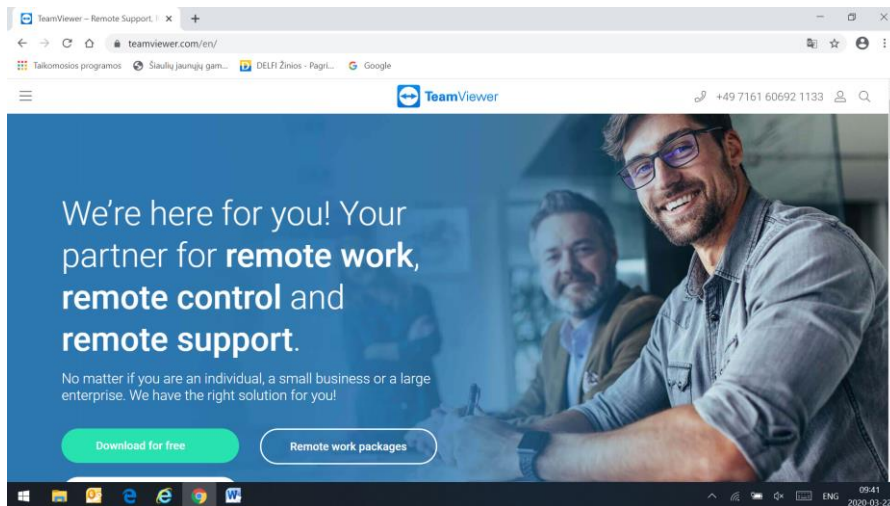 TeamViewer – Remote Support, 
teamviewer.com/en/
Taikomosios programos Šiaulių jaunųjų gam... DELFI Žinios - Pagri... Google
TeamViewer +49 7161 60692 1133
We're here for you! Your
partner for remote work,
remote control and
remote support.
No matter if you are an individual, a small business or a large
enterprise. We have the right solution for you!
Download for free Remote work packages
ENG 09:41